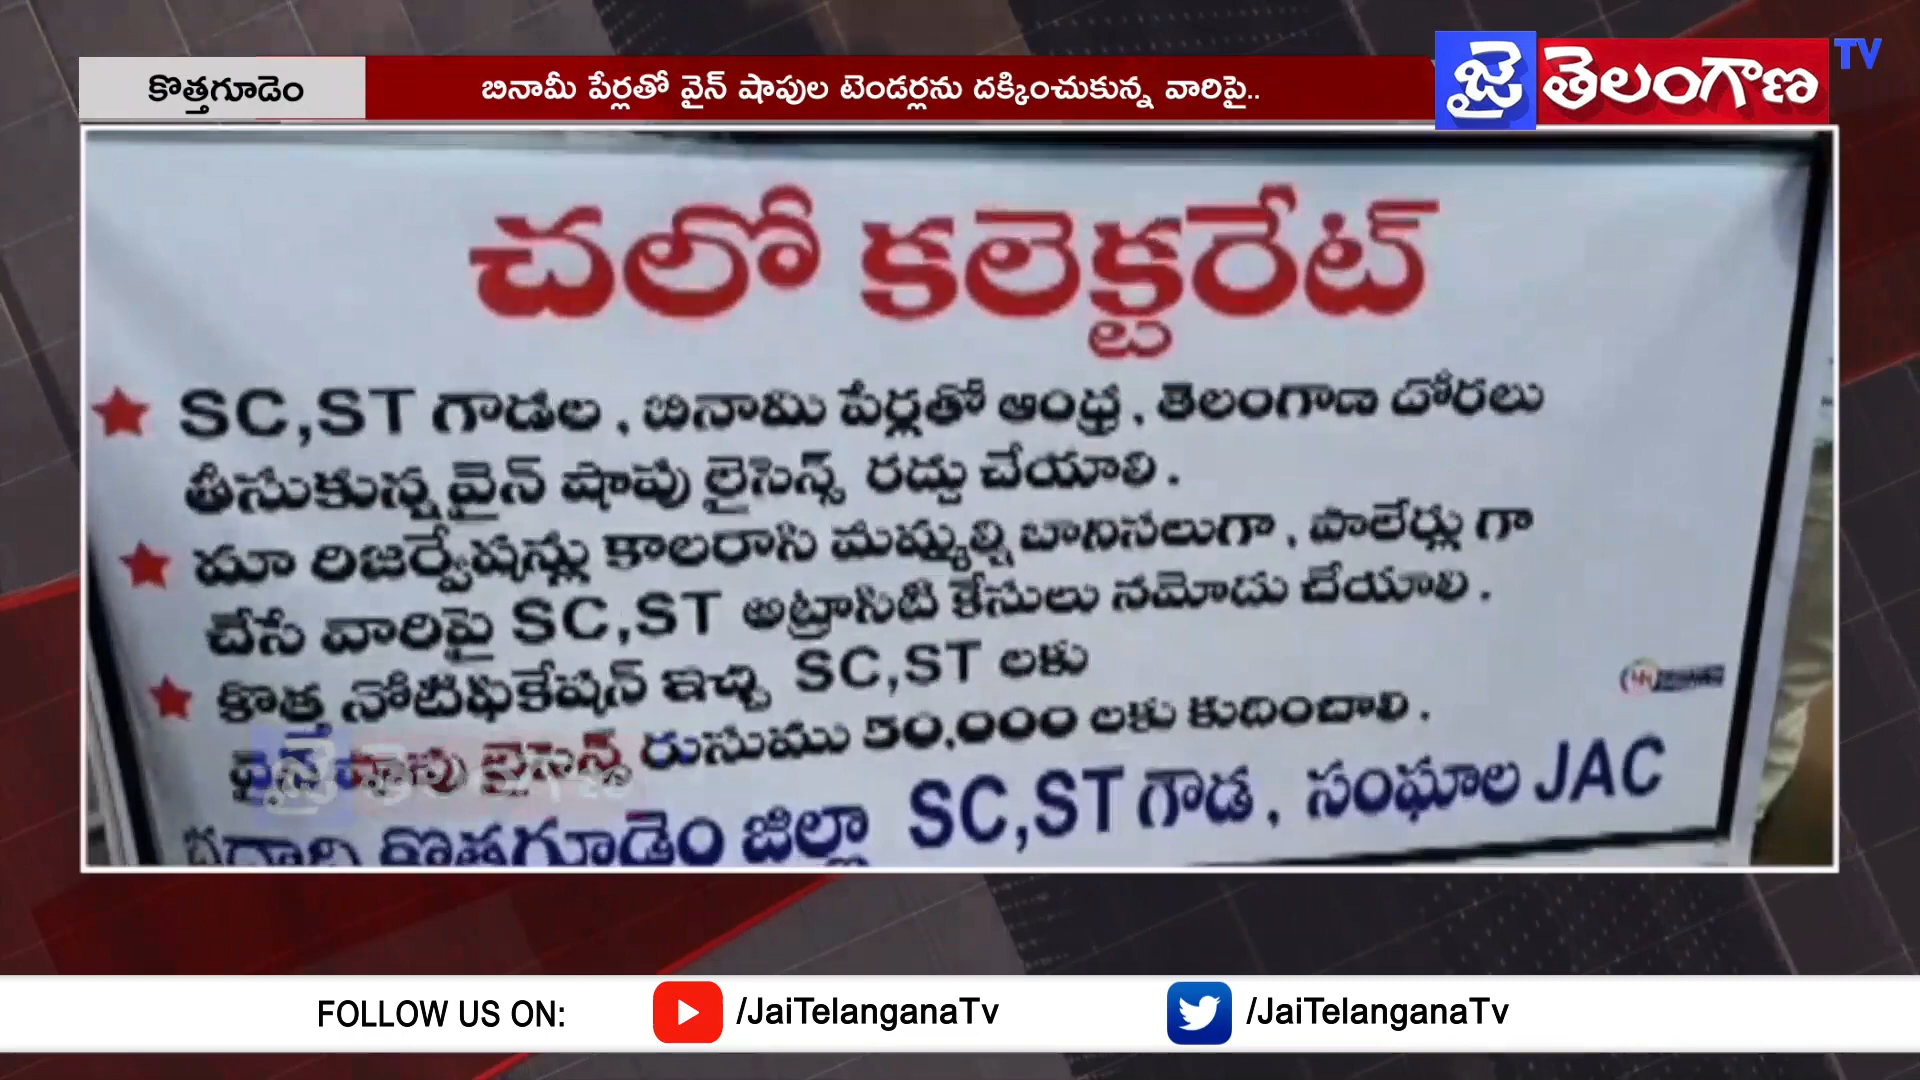 కొత్తగూడెం
బినామీ పేర్లతో వైన్ షాపుల టెండర్లను దక్కించుకున్న వారిపై..
జై తెలంగాణ TV
చలో కలెక్టరేట్
SC,ST గౌడల , బినామి పేర్లతో ఆంధ్ర , తెలంగాణ దోరలు
తీసుకున్న వైన్ షాపు లైసెన్స్ రద్దు చేయాలి .
మా రిజర్వేషన్లు కాలరాసి మమ్మల్ని బానిసలుగా , పాలేర్లు గా
చేసే వారిపై SC,ST అట్రాసిటి కేసులు నమోదు చేయాలి .
కొత్త నోటిఫికేషన్ ఇచ్చి SC,ST లకు
వైన్ షాపు లైసెన్స్ రుసుము 50,000 లకు కుదించాలి .
కొత్తగూడెం జిల్లా SC,ST గౌడ , సంఘాల JAC
FOLLOW US ON: /JaiTelanganaTv /JaiTelanganaTv